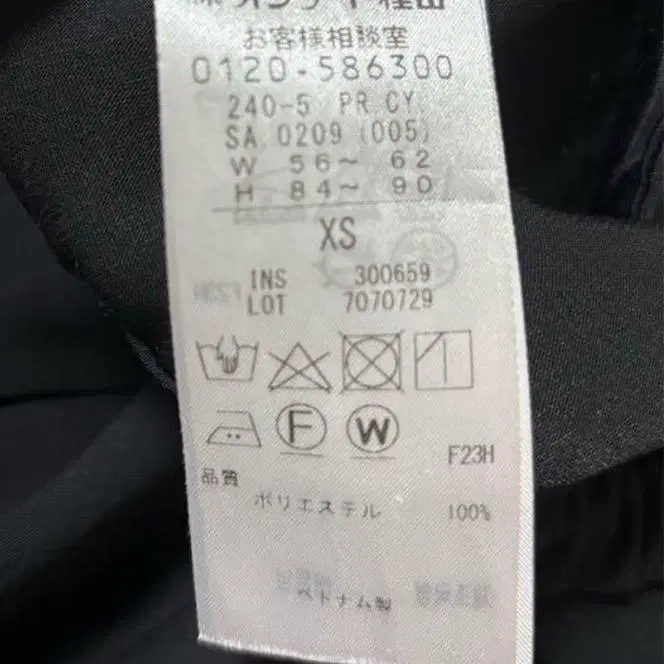 お客様相談室
0120-586300
240-5 PR CY
SA 0209 (005)
W 56~ 62
H 84~ 90
XS
INS 300659
LOT 7070729
F W
F23H
品質
ポリエステル 100%
ベトナム製